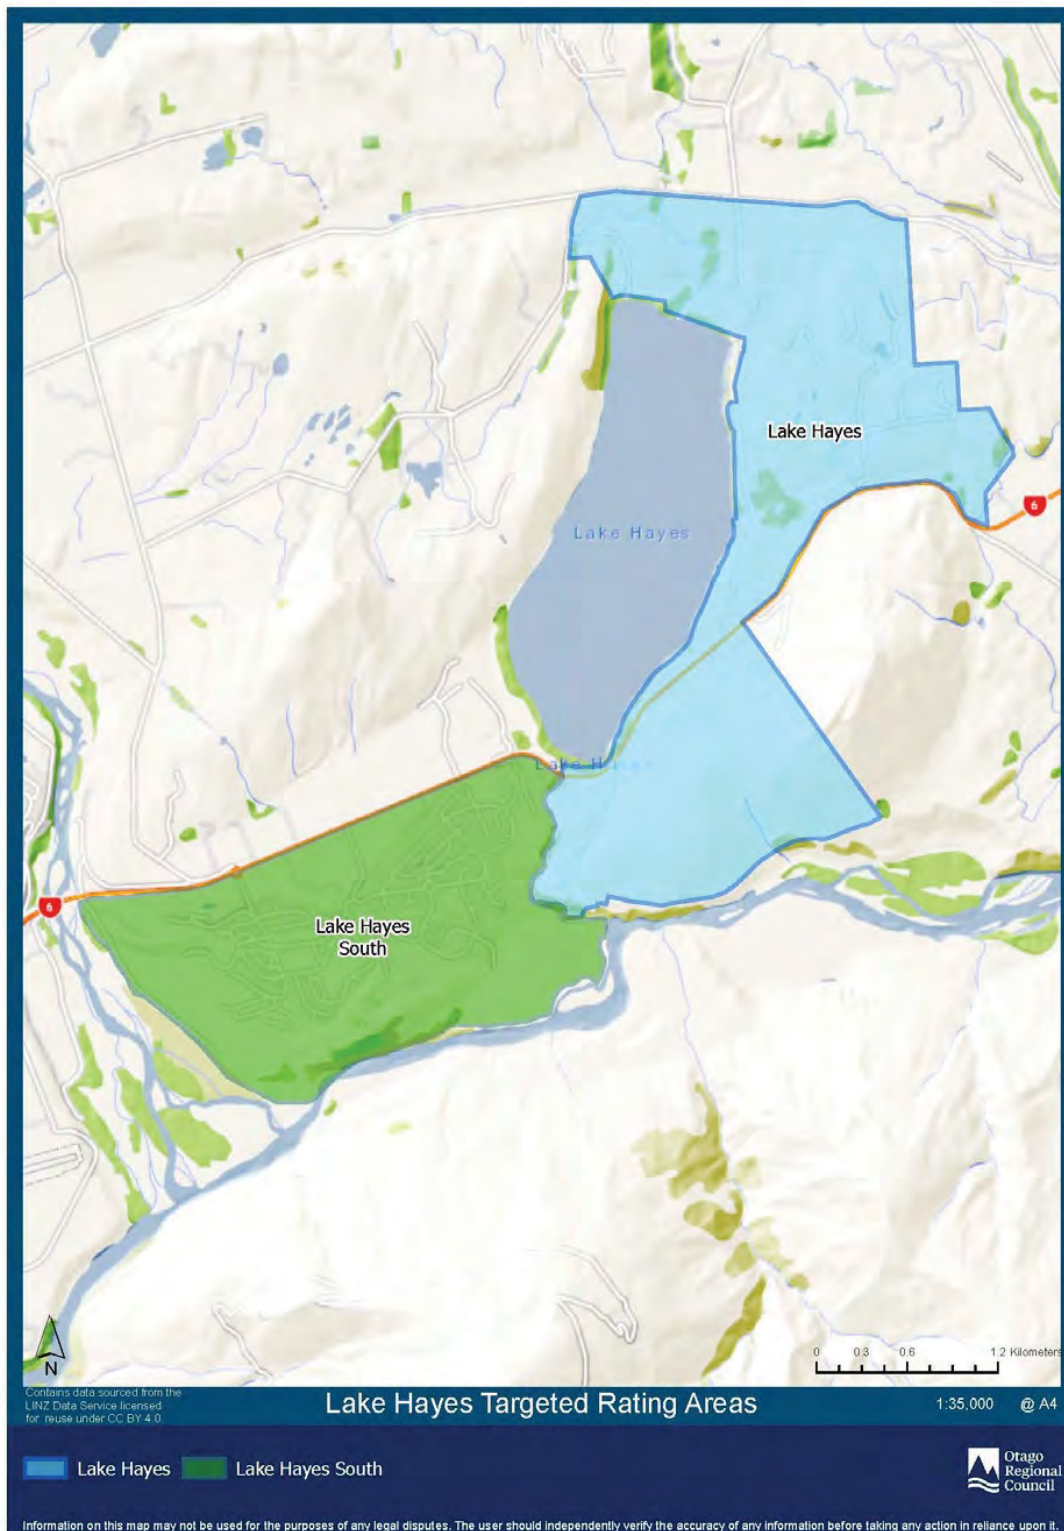 Lake Hayes
6
Lake Hayes
Lake H
6
Lake Hayes
South
N
0 0.3 0.6 1.2 Kilometers
Contains data sourced from the
LINZ Data Service licensed
for reuse under CC BY 4.0.
Lake Hayes Targeted Rating Areas
1:35,000 @ A4
Lake Hayes
Lake Hayes South
Otago
Regional
Council
Information on this map may not be used for the purposes of any legal disputes. The user should independently verify the accuracy of any information before taking any action in reliance upon it.